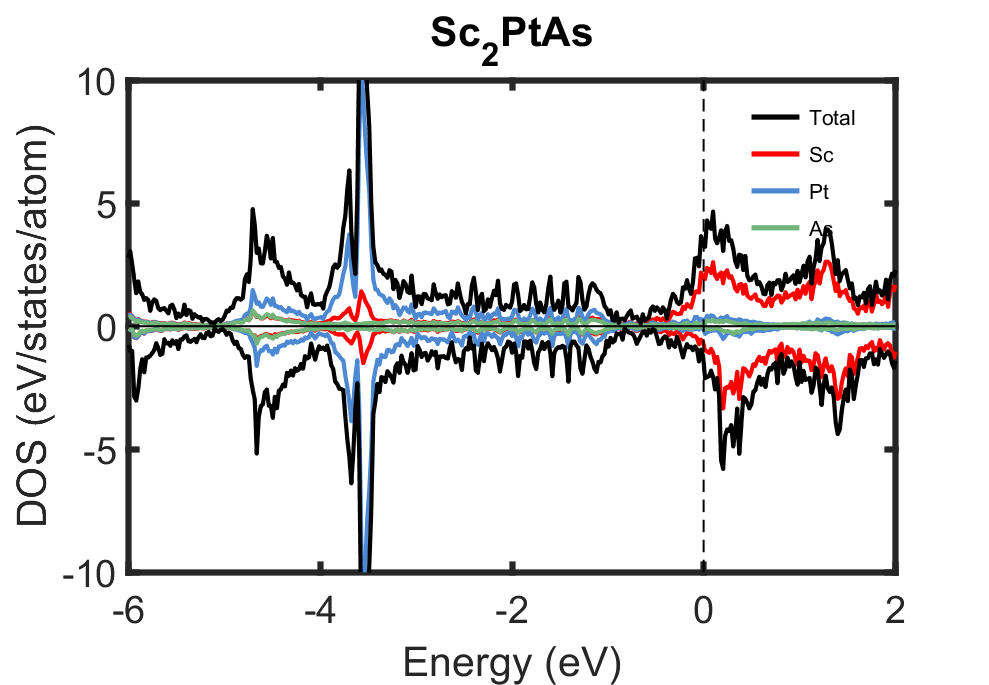 Sc2PtAs
DOS (eV/states/atom)
10
5
0
-5
-10
Total
Sc
Pt
As
-6
-4
-2
0
2
Energy (eV)